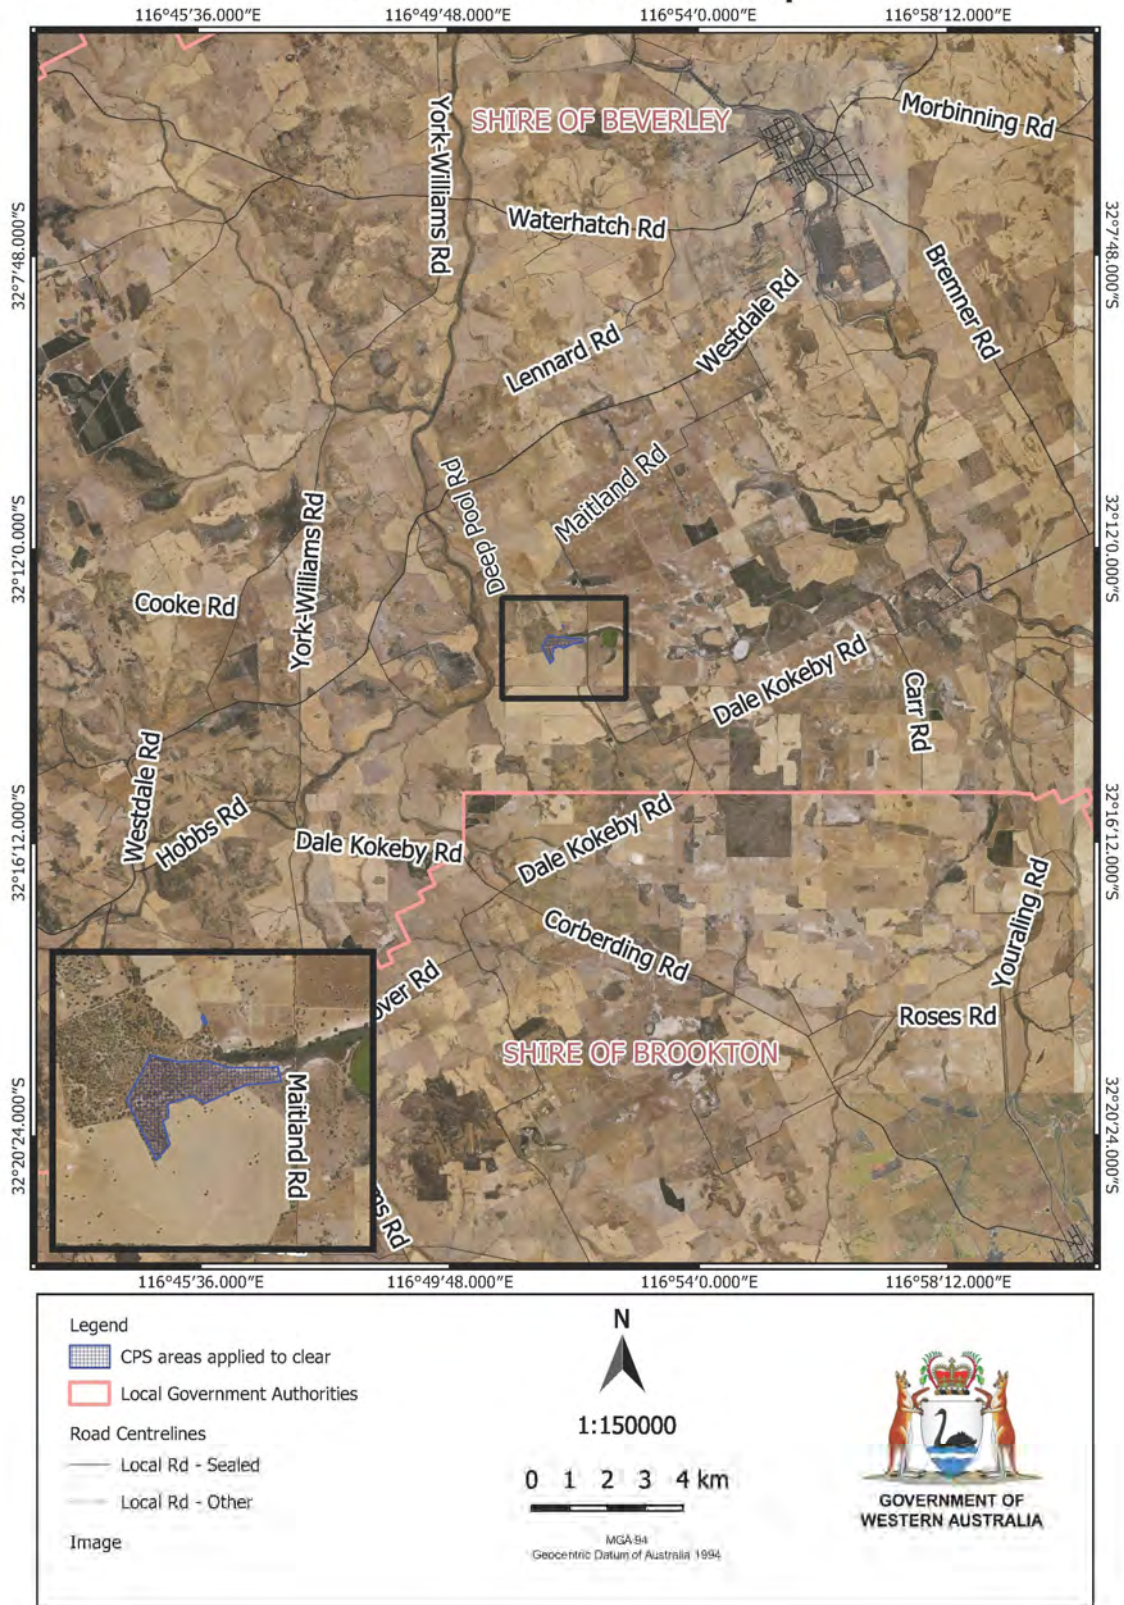 116°45'36.000"E 116°49'48.000"E 116°54'0.000"E 116°58'12.000"E
SHIRE OF BEVERLEY
Morbinning Rd
York-Williams Rd
Waterhatch Rd
32°7'48.000"S
32°7'48.000"S
Bremner Rd
Westdale Rd
Lennard Rd
Maitland Rd
Deep Pool Rd
York-Williams Rd
32°12'0.000"S
32°12'0.000"S
Cooke Rd
Dale Kokeby Rd
Carr Rd
Westdale Rd
Hobbs Rd
Dale Kokeby Rd
Dale Kokeby Rd
32°16'12.000"S
32°16'12.000"S
Corberding Rd
Youraling Rd
over Rd
Roses Rd
SHIRE OF BROOKTON
Maitland Rd
32°20'24.000"S
32°20'24.000"S
ms Rd
116°45'36.000"E 116°49'48.000"E 116°54'0.000"E 116°58'12.000"E
Legend
CPS areas applied to clear
Local Government Authorities
Road Centrelines
Local Rd - Sealed
Local Rd - Other
Image
N
1:150000
0 1 2 3 4 km
MGA-94
Geocentric Datum of Australia 1994
GOVERNMENT OF
WESTERN AUSTRALIA